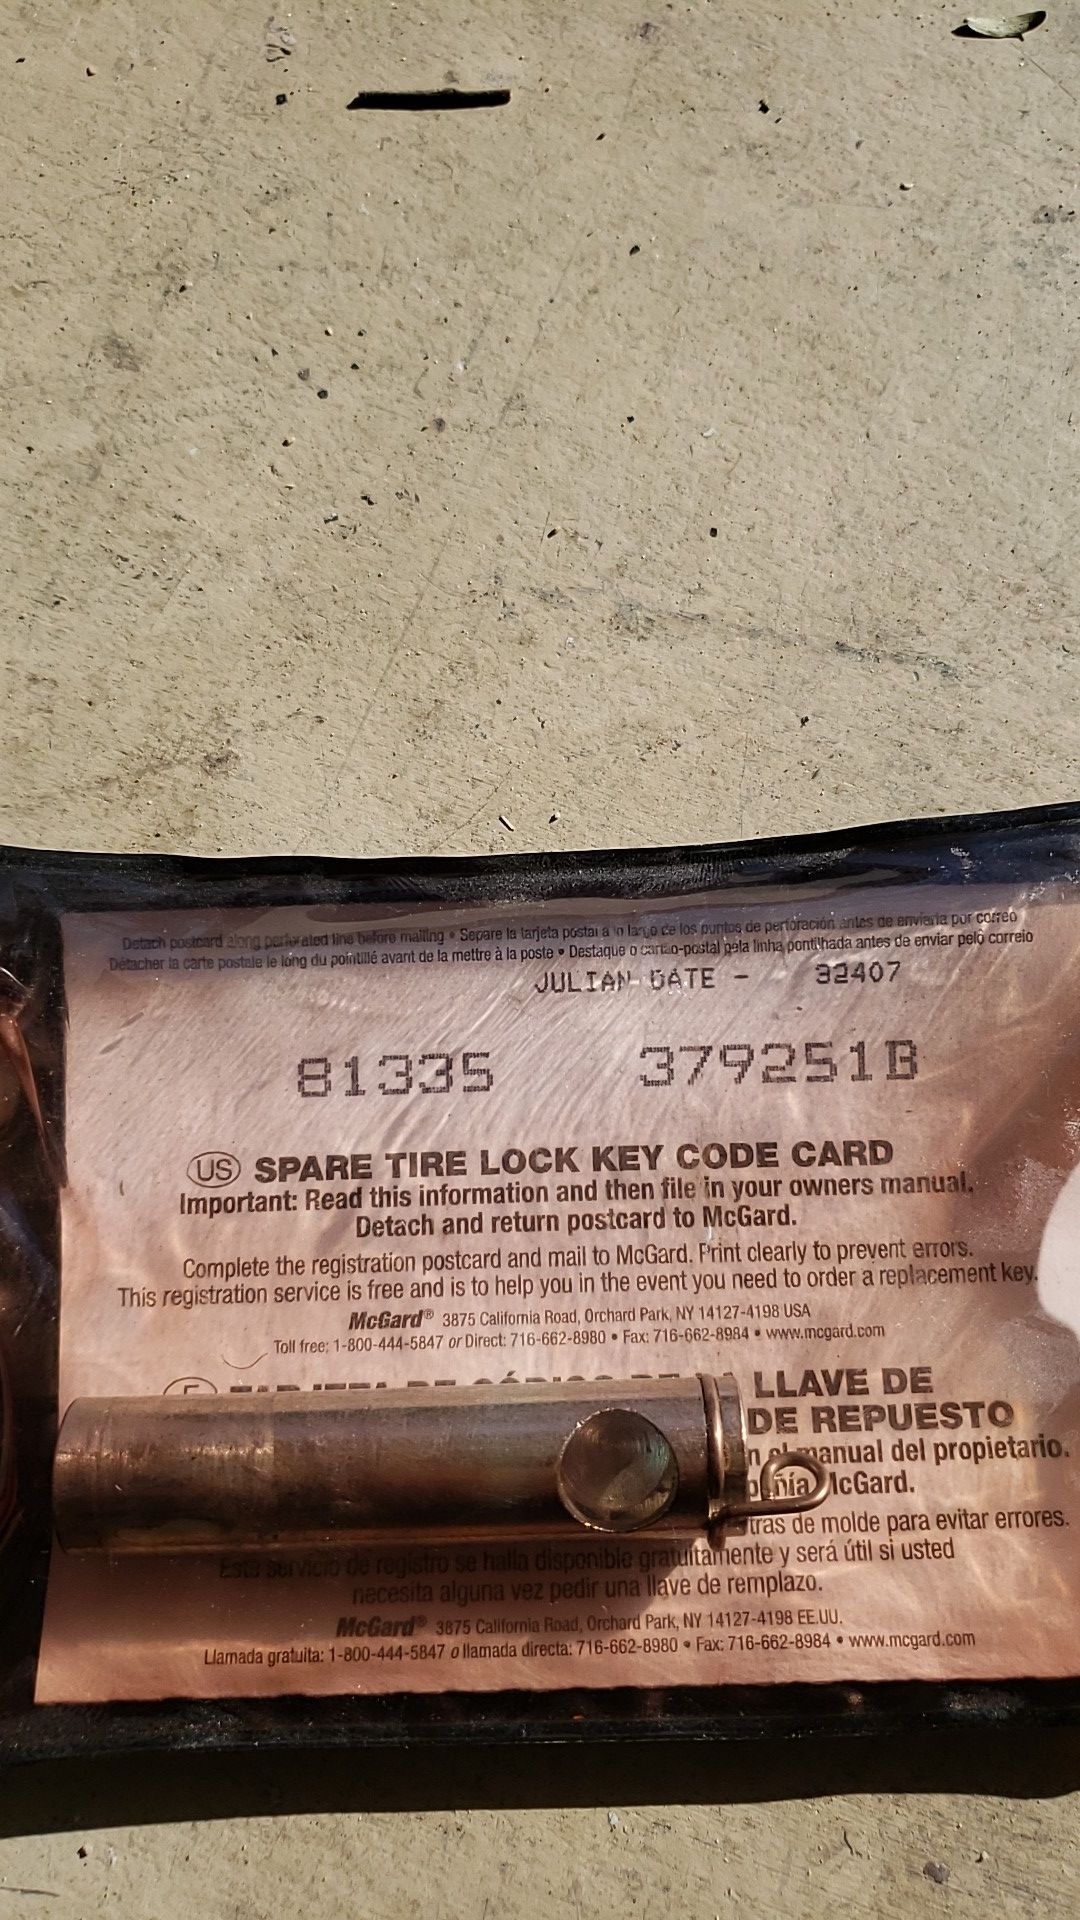 Detach postcard along perforated line before mailing • Separe la tarjeta postal a lo largo de los puntos de perforación antes de enviarla por correo
Détacher la carte postale le long du pointillé avant de la mettre à la poste • Destaque o cartão-postal pela linha pontilhada antes de enviar pelo correio
JULIAN DATE - 32407
81335 379251B
US SPARE TIRE LOCK KEY CODE CARD
Important: Read this information and then file in your owners manual.
Detach and return postcard to McGard.
Complete the registration postcard and mail to McGard. Print clearly to prevent errors.
This registration service is free and is to help you in the event you need to order a replacement key.
McGard® 3875 California Road, Orchard Park, NY 14127-4198 USA
Toll free: 1-800-444-5847 or Direct: 716-662-8980 • Fax: 716-662-8984 • www.mcgard.com
LLAVE DE
DE REPUESTO
manual del propietario.
McGard.
de molde para evitar errores.
Este servicio de registro se halla disponible gratuitamente y será útil si usted
necesita alguna vez pedir una llave de remplazo.
McGard® 3875 California Road, Orchard Park, NY 14127-4198 EE.UU.
Llamada gratuita: 1-800-444-5847 o llamada directa: 716-662-8980 • Fax: 716-662-8984 • www.mcgard.com